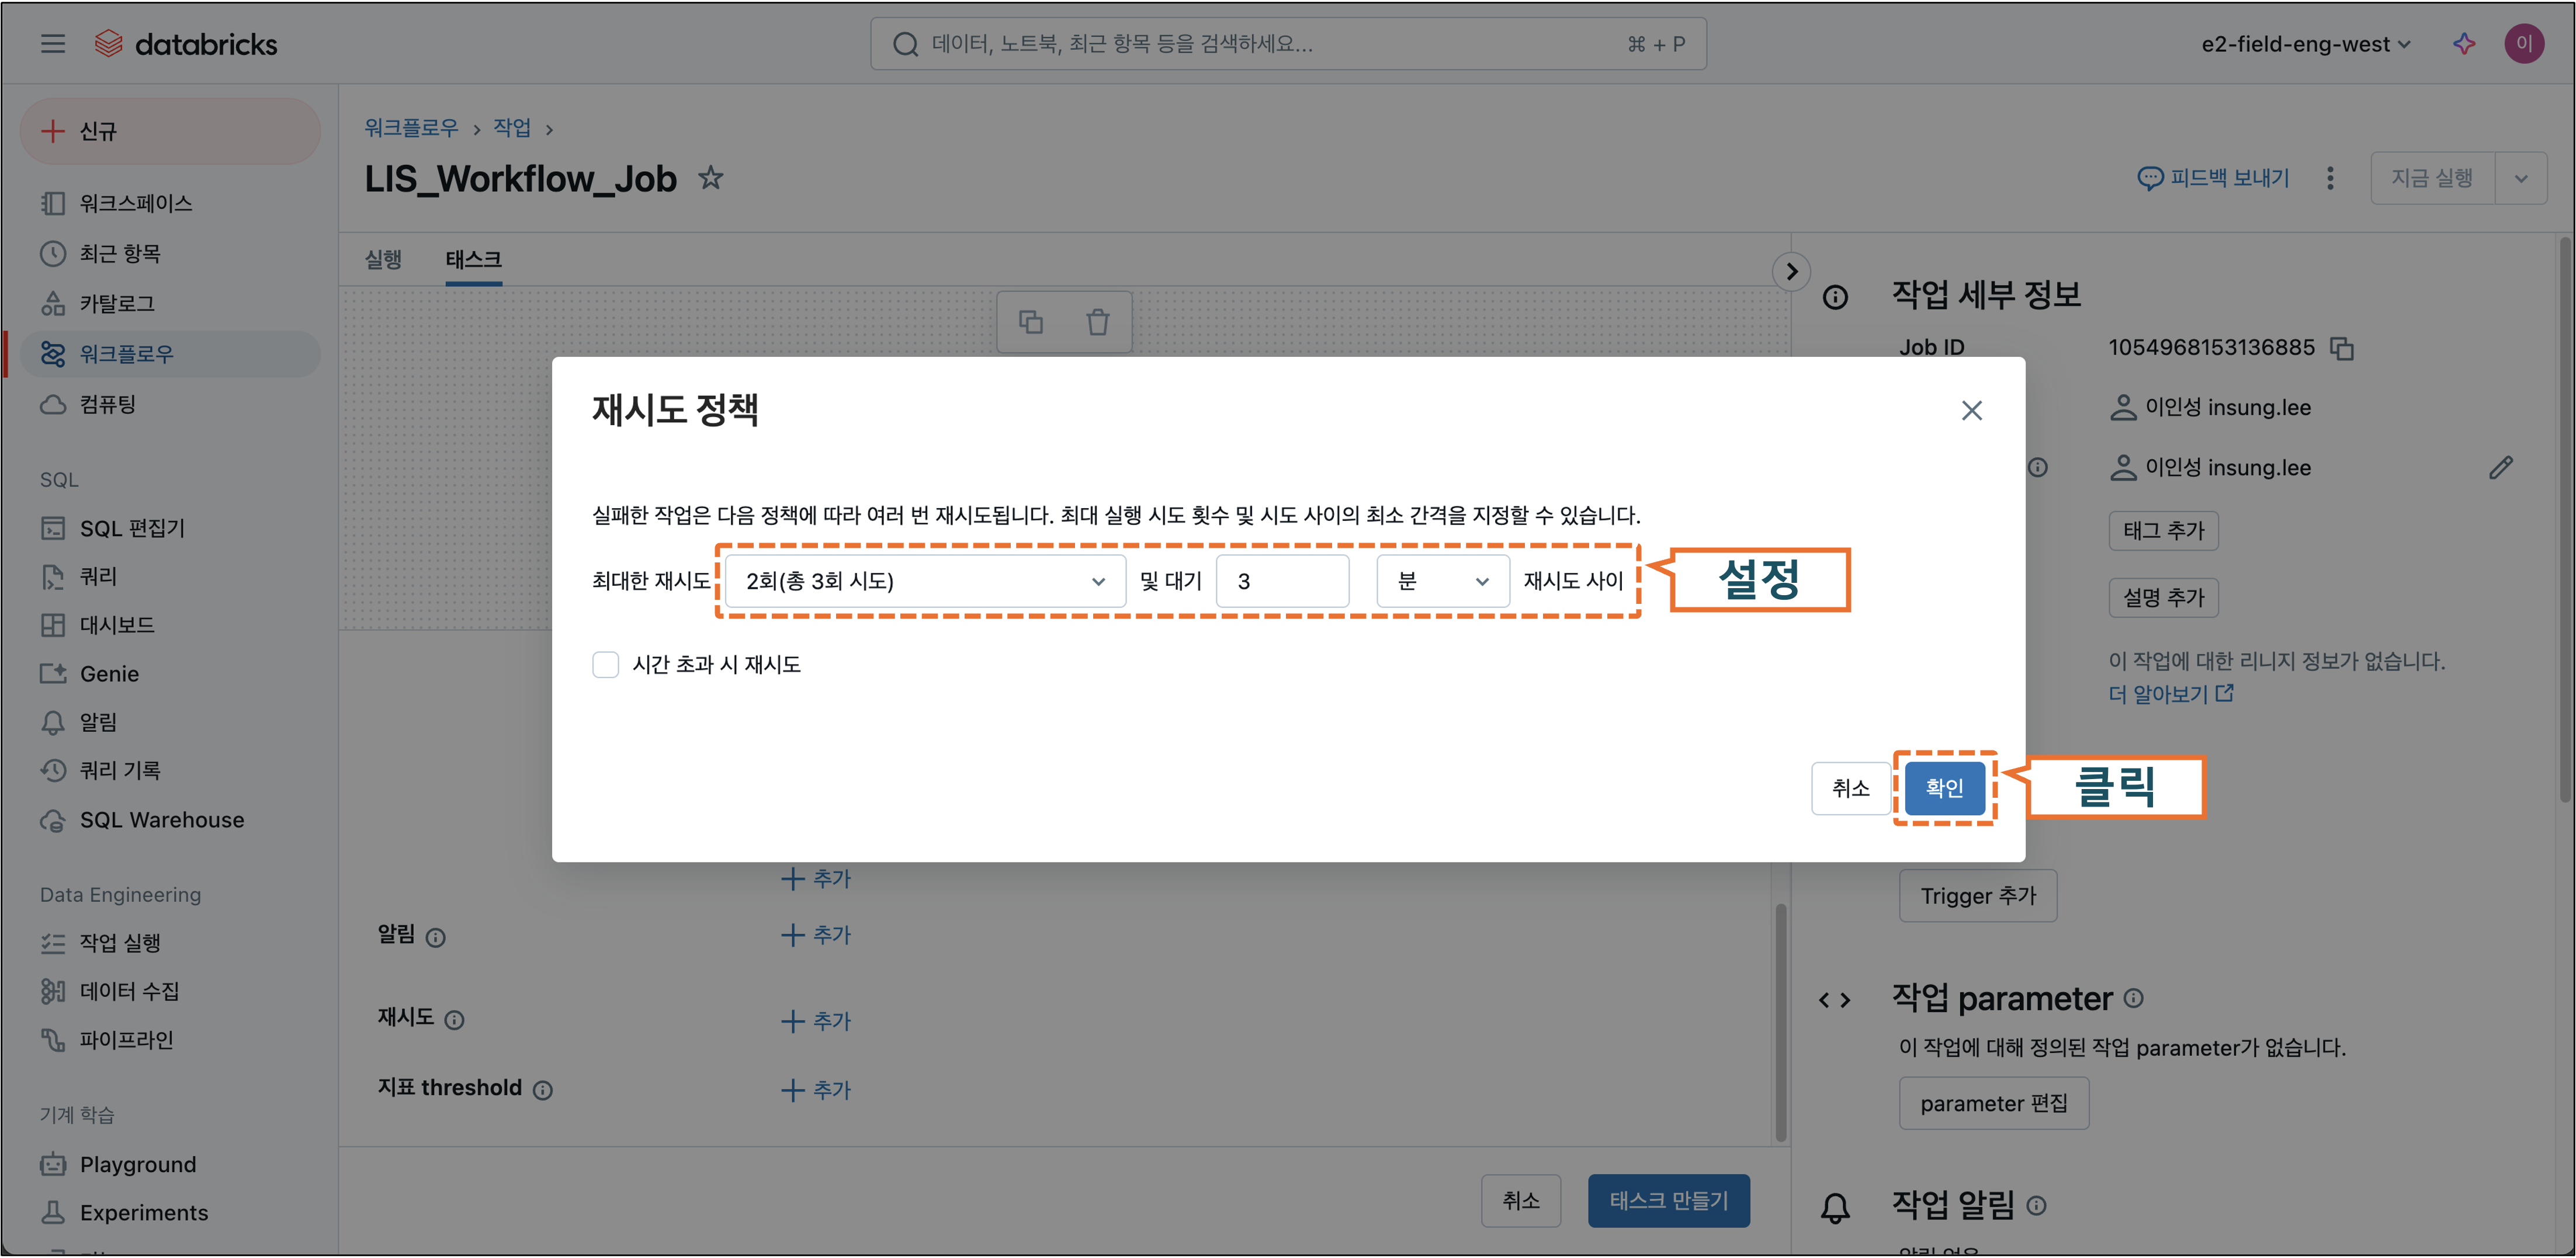 databricks
데이터, 노트북, 최근 항목 등을 검색하세요...
⌘ + P
e2-field-eng-west
이
신규
워크스페이스
최근 항목
카탈로그
워크플로우
컴퓨팅
SQL
SQL 편집기
쿼리
대시보드
Genie
알림
쿼리 기록
SQL Warehouse
Data Engineering
작업 실행
데이터 수집
파이프라인
기계 학습
Playground
Experiments
워크플로우 > 작업 >
LIS_Workflow_Job
피드백 보내기
지금 실행
실행
태스크
재시도 정책
실패한 작업은 다음 정책에 따라 여러 번 재시도됩니다. 최대 실행 시도 횟수 및 시도 사이의 최소 간격을 지정할 수 있습니다.
최대한 재시도 2회(총 3회 시도) 및 대기 3 분 재시도 사이
설정
시간 초과 시 재시도
취소
확인
클릭
+ 추가
알림 + 추가
재시도 + 추가
지표 threshold + 추가
취소
태스크 만들기
작업 세부 정보
Job ID 1054968153136885
이인성 insung.lee
이인성 insung.lee
태그 추가
설명 추가
이 작업에 대한 리니지 정보가 없습니다.
더 알아보기
Trigger 추가
작업 parameter
이 작업에 대해 정의된 작업 parameter가 없습니다.
parameter 편집
작업 알림